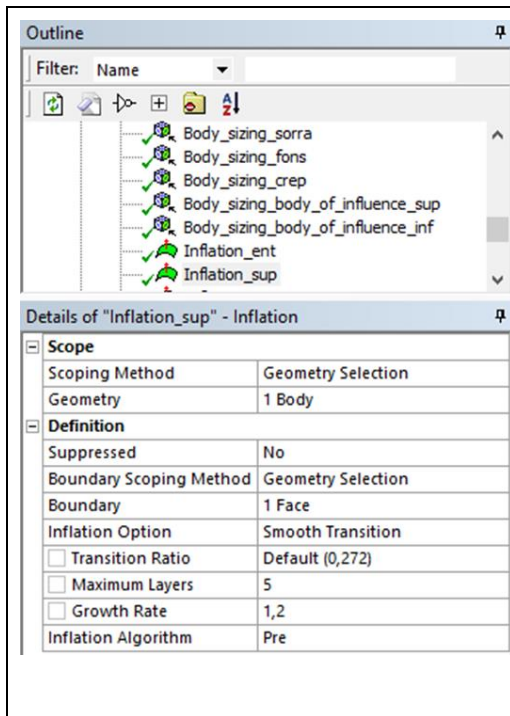 Outline
Filter: Name
Body_sizing_sorra
Body_sizing_fons
Body_sizing_crep
Body_sizing_body_of_influence_sup
Body_sizing_body_of_influence_inf
Inflation_ent
Inflation_sup
Details of "Inflation_sup" - Inflation
Scope
Scoping Method Geometry Selection
Geometry 1 Body
Definition
Suppressed No
Boundary Scoping Method Geometry Selection
Boundary 1 Face
Inflation Option Smooth Transition
Transition Ratio Default (0,272)
Maximum Layers 5
Growth Rate 1,2
Inflation Algorithm Pre